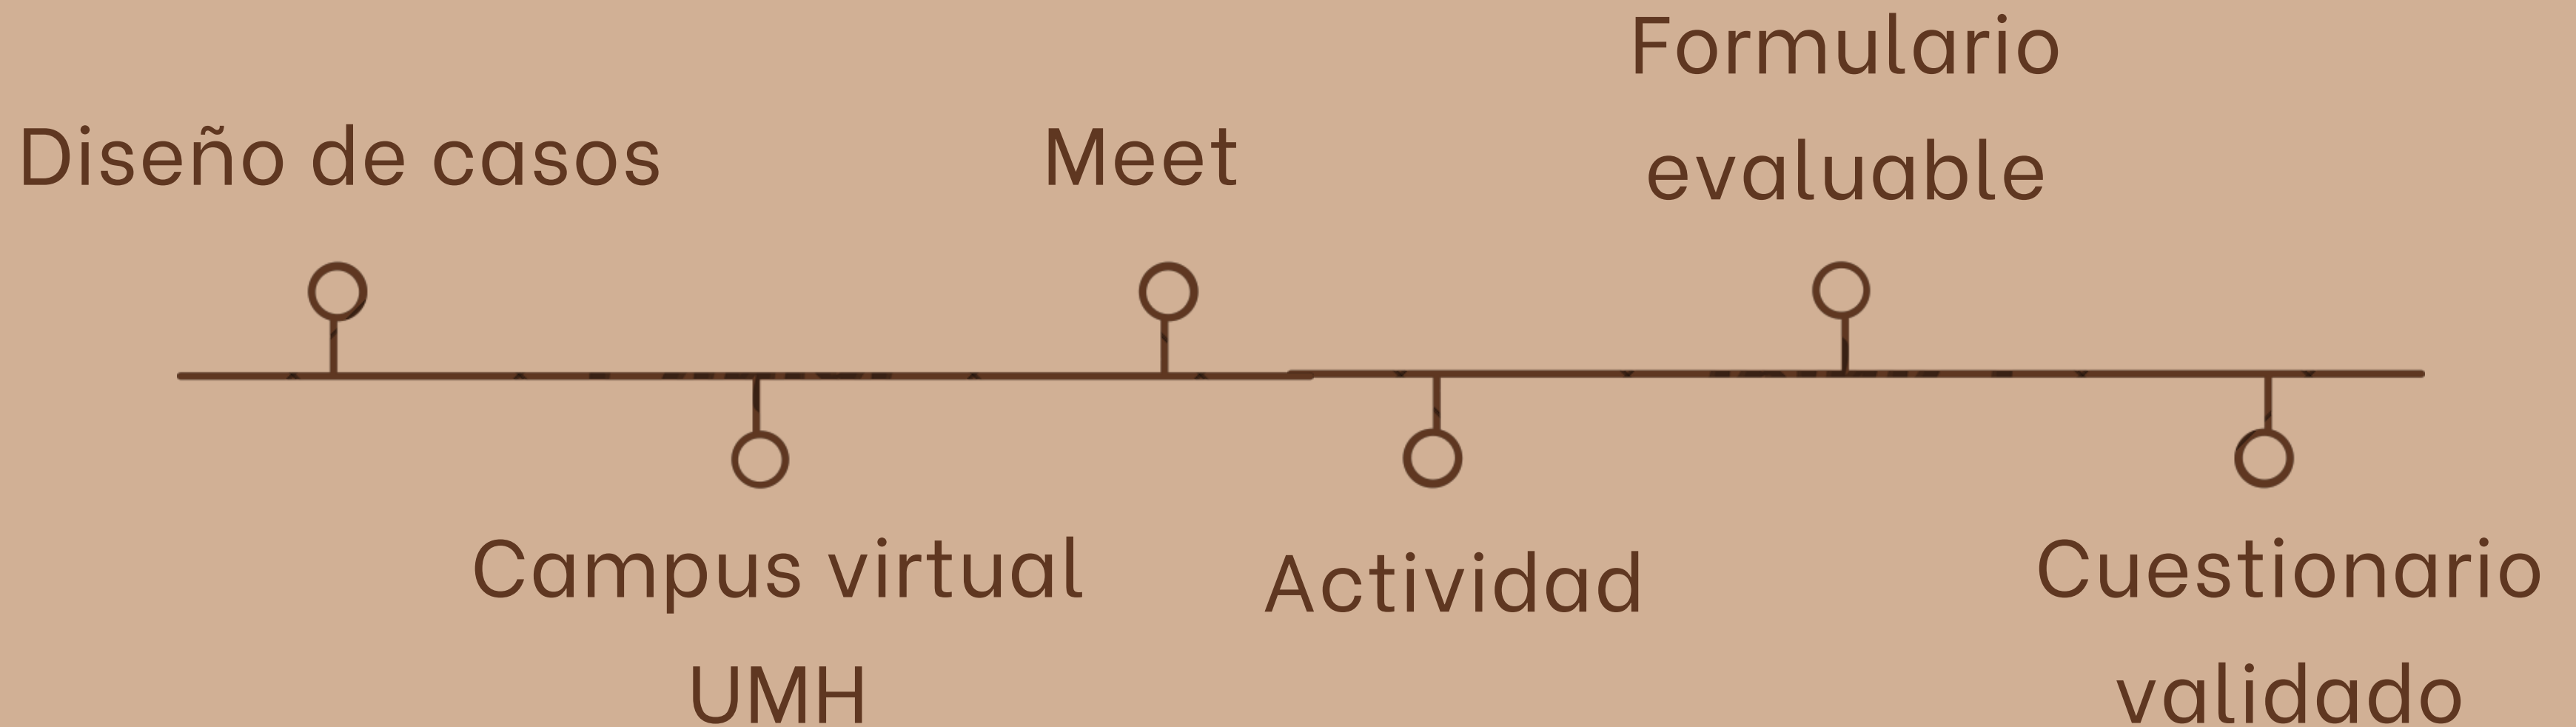 Diseño de casos
Campus virtual
UMH
Meet
Actividad
Formulario
evaluable
Cuestionario
validado